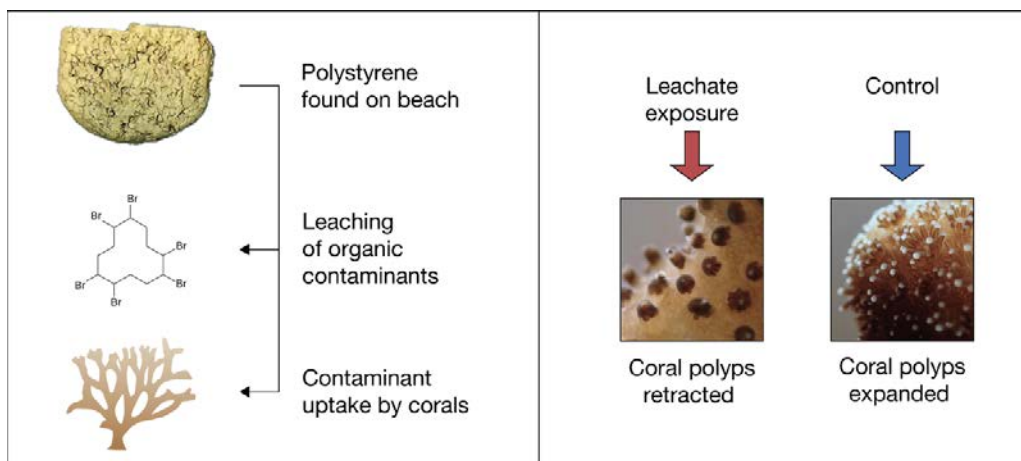 Polystyrene
found on beach
Br
Br
Br
Br
Br
Br
Leaching
of organic
contaminants
Contaminant
uptake by corals
Leachate
exposure
Control
Coral polyps
retracted
Coral polyps
expanded